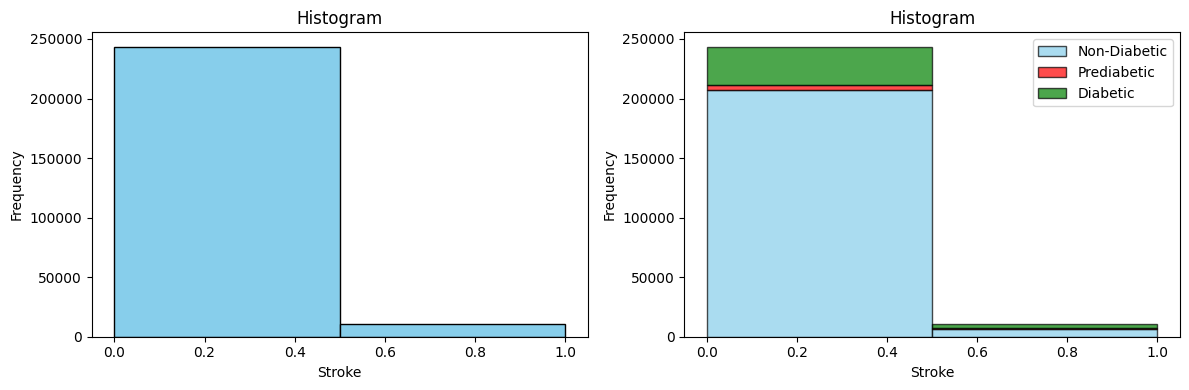 Histogram
250000
200000
150000
100000
50000
0
Frequency
0.0 0.2 0.4 0.6 0.8 1.0
Stroke
Histogram
Non-Diabetic
Prediabetic
Diabetic
250000
200000
150000
100000
50000
0
Frequency
0.0 0.2 0.4 0.6 0.8 1.0
Stroke